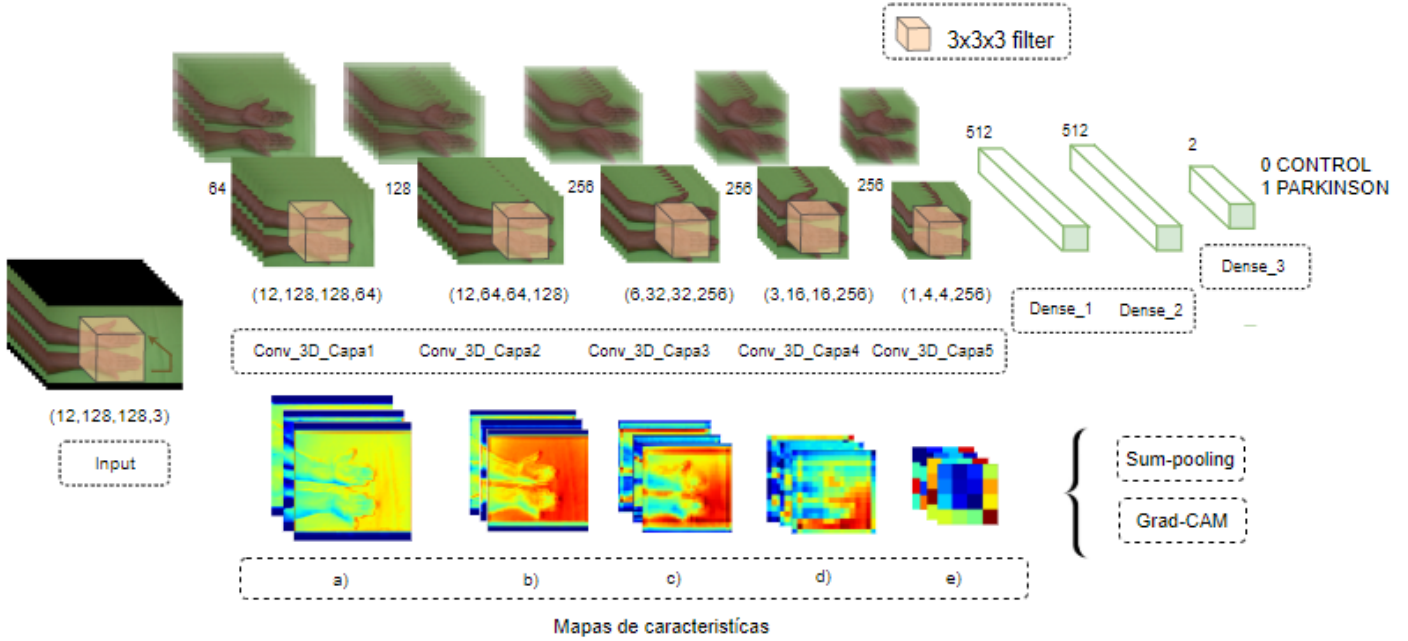 3x3x3 filter
64
128
256
256
256
512
512
2
0 CONTROL
1 PARKINSON
(12,128,128,64)
(12,64,64,128)
(6,32,32,256)
(3,16,16,256)
(1,4,4,256)
Dense_1
Dense_2
Dense_3
Conv_3D_Capa1
Conv_3D_Capa2
Conv_3D_Capa3
Conv_3D_Capa4
Conv_3D_Capa5
(12,128,128,3)
Input
Sum-pooling
Grad-CAM
a)
b)
c)
d)
e)
Mapas de característícas